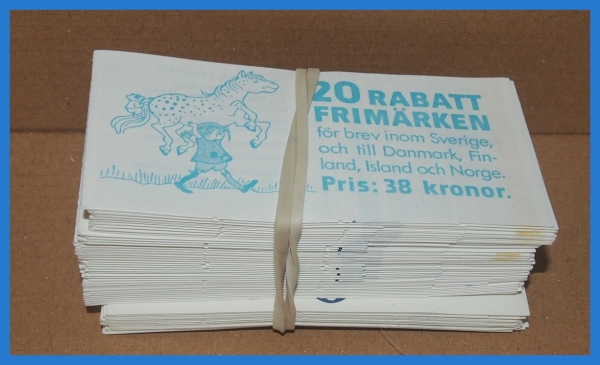 20 RABATT
FRIMÄRKEN
för brev inom Sverige,
och till Danmark, Fin-
land, Island och Norge.
Pris: 38 kronor.